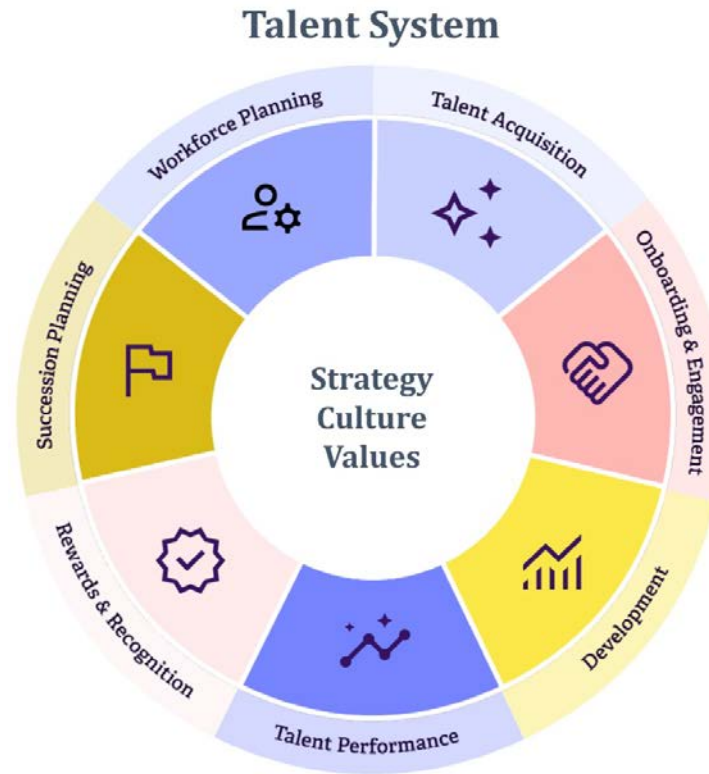 Talent System
Workforce Planning
Talent Acquisition
Onboarding & Engagement
Development
Talent Performance
Rewards & Recognition
Succession Planning
Strategy
Culture
Values